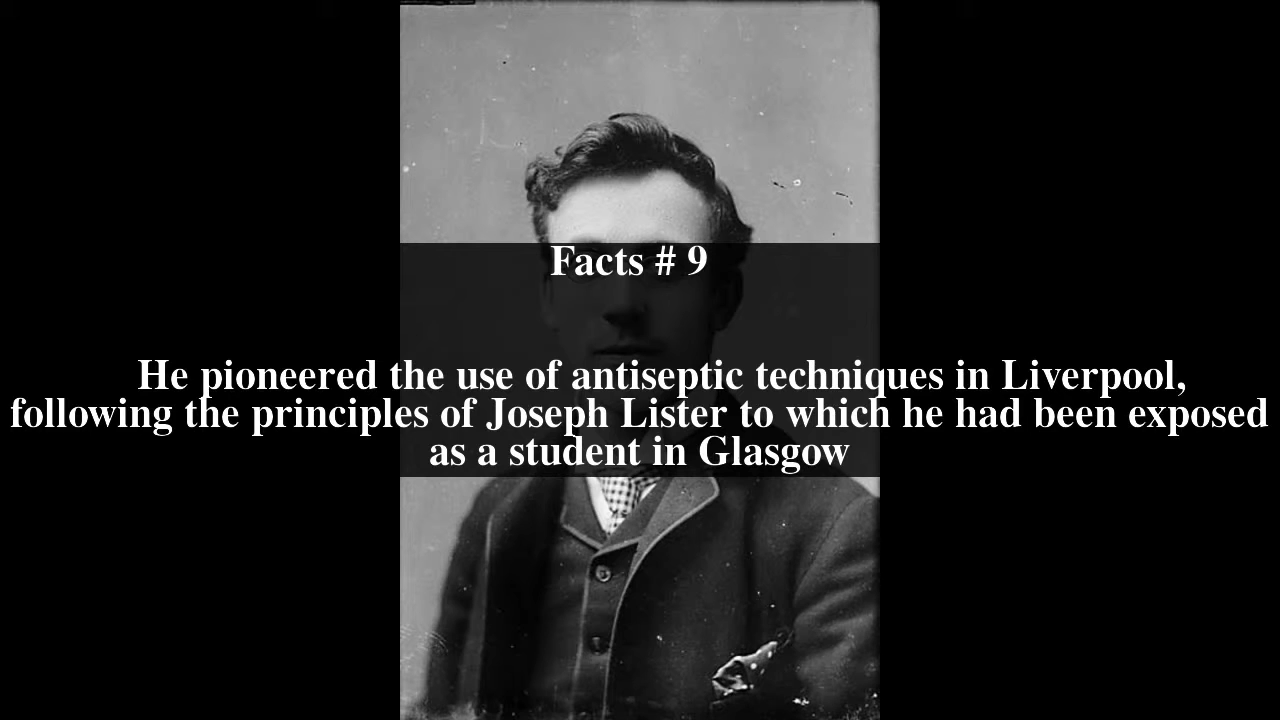 Facts # 9
He pioneered the use of antiseptic techniques in Liverpool,
following the principles of Joseph Lister to which he had been exposed
as a student in Glasgow